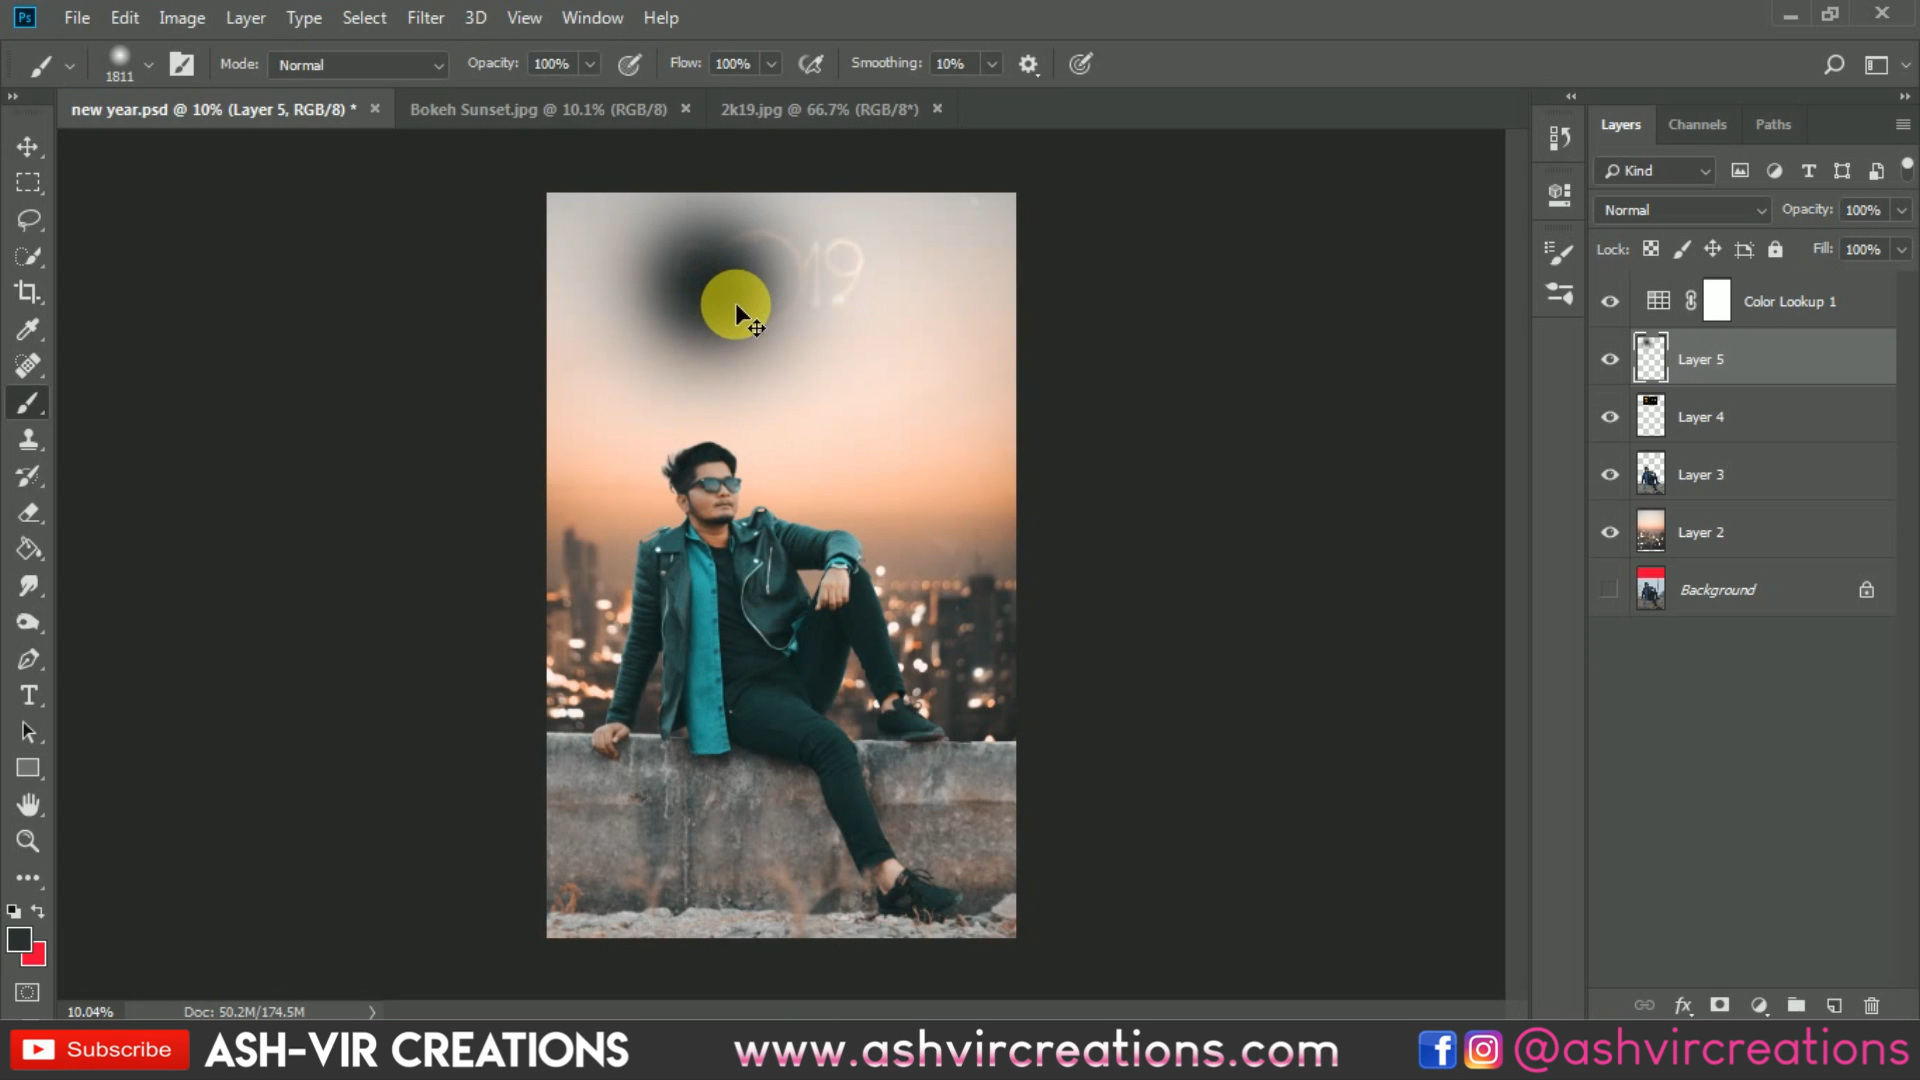 Ps File Edit Image Layer Type Select Filter 3D View Window Help
1811 Mode: Normal Opacity: 100% Flow: 100% Smoothing: 10%
new year.psd @ 10% (Layer 5, RGB/8) * Bokeh Sunset.jpg @ 10.1% (RGB/8) 2k19.jpg @ 66.7% (RGB/8*)
Layers Channels Paths
Kind
Normal Opacity: 100%
Lock: Fill: 100%
Color Lookup 1
Layer 5
Layer 4
Layer 3
Layer 2
Background
19
10.04% Doc: 50.2M/174.5M
Subscribe ASH-VIR CREATIONS www.ashvircreations.com @ashvircreations